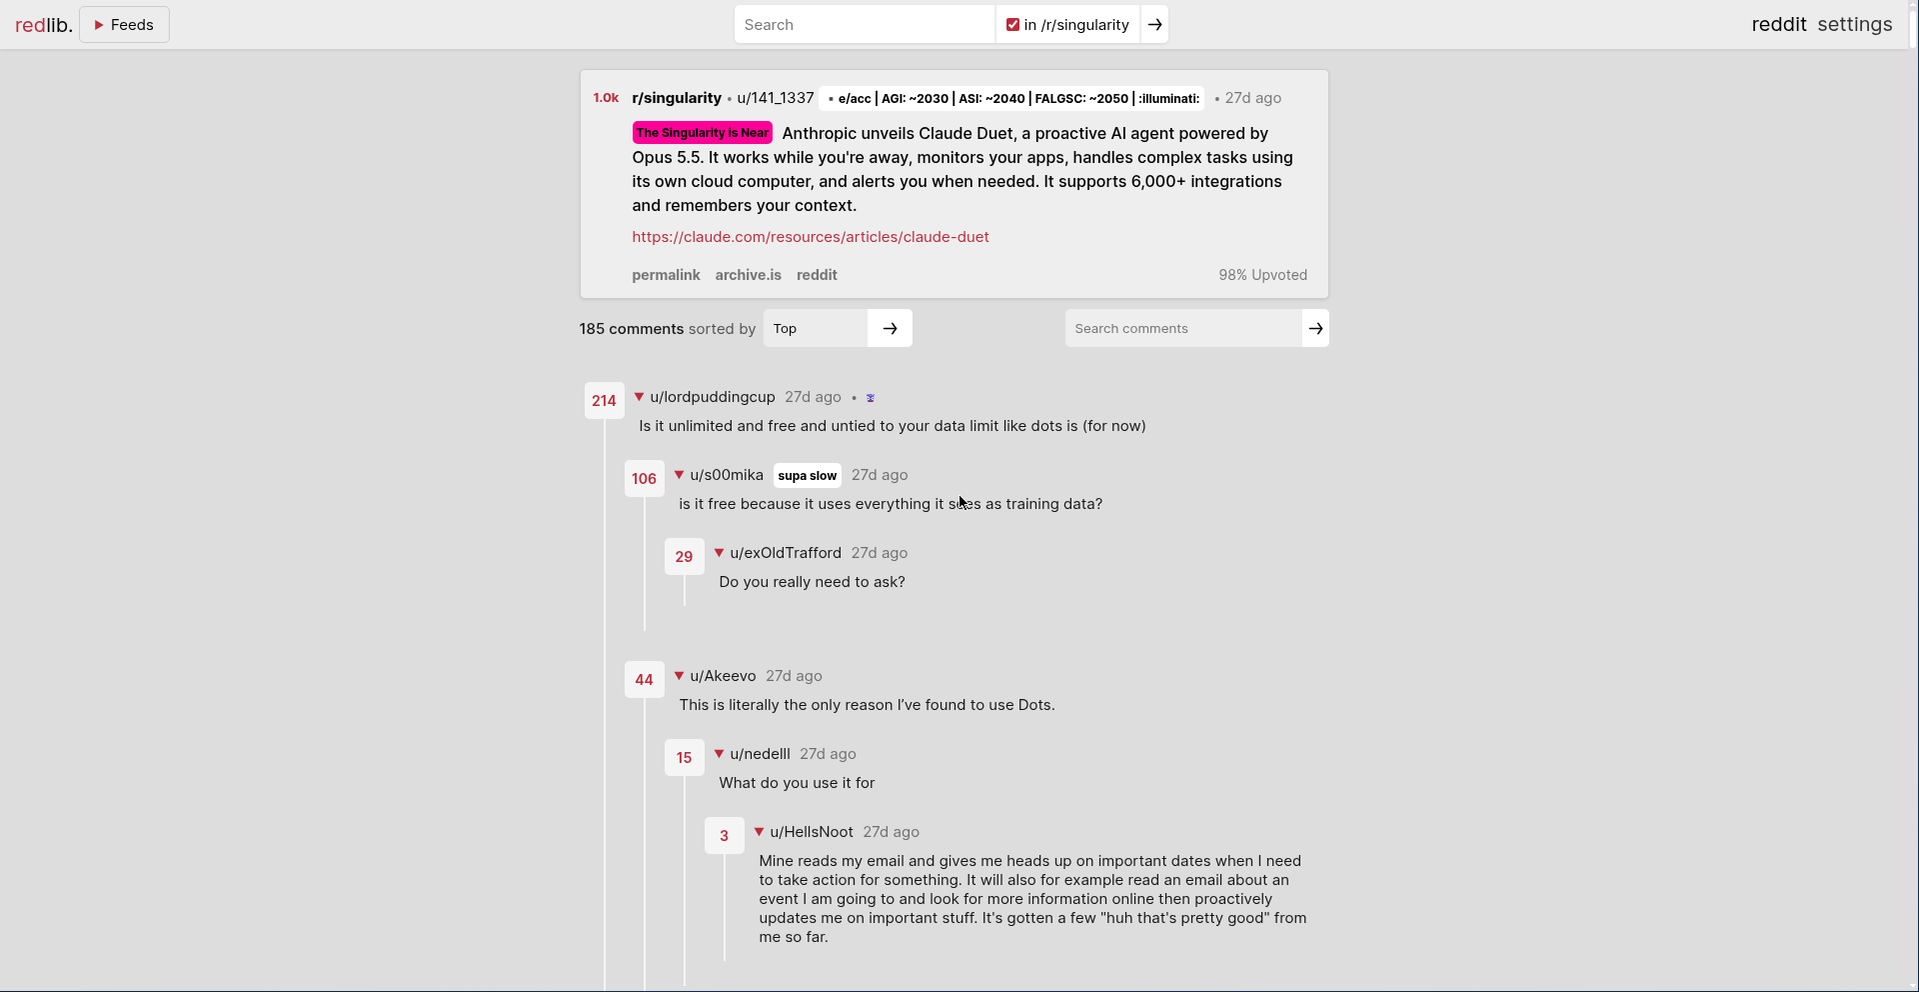 redlib. Feeds Search in /r/singularity → reddit settings
1.0k r/singularity • u/141_1337 • e/acc | AGI: ~2030 | ASI: ~2040 | FALGSC: ~2050 | :illuminati: • 27d ago
The Singularity is Near Anthropic unveils Claude Duet, a proactive AI agent powered by
Opus 5.5. It works while you're away, monitors your apps, handles complex tasks using
its own cloud computer, and alerts you when needed. It supports 6,000+ integrations
and remembers your context.
https://claude.com/resources/articles/claude-duet
permalink archive.is reddit 98% Upvoted
185 comments sorted by Top → Search comments →
214 u/lordpuddingcup 27d ago •
Is it unlimited and free and untied to your data limit like dots is (for now)
106 u/s00mika supa slow 27d ago
is it free because it uses everything it sees as training data?
29 u/exOldTrafford 27d ago
Do you really need to ask?
44 u/Akeevo 27d ago
This is literally the only reason I’ve found to use Dots.
15 u/nedelll 27d ago
What do you use it for
3 u/HellsNoot 27d ago
Mine reads my email and gives me heads up on important dates when I need
to take action for something. It will also for example read an email about an
event I am going to and look for more information online then proactively
updates me on important stuff. It's gotten a few "huh that's pretty good" from
me so far.